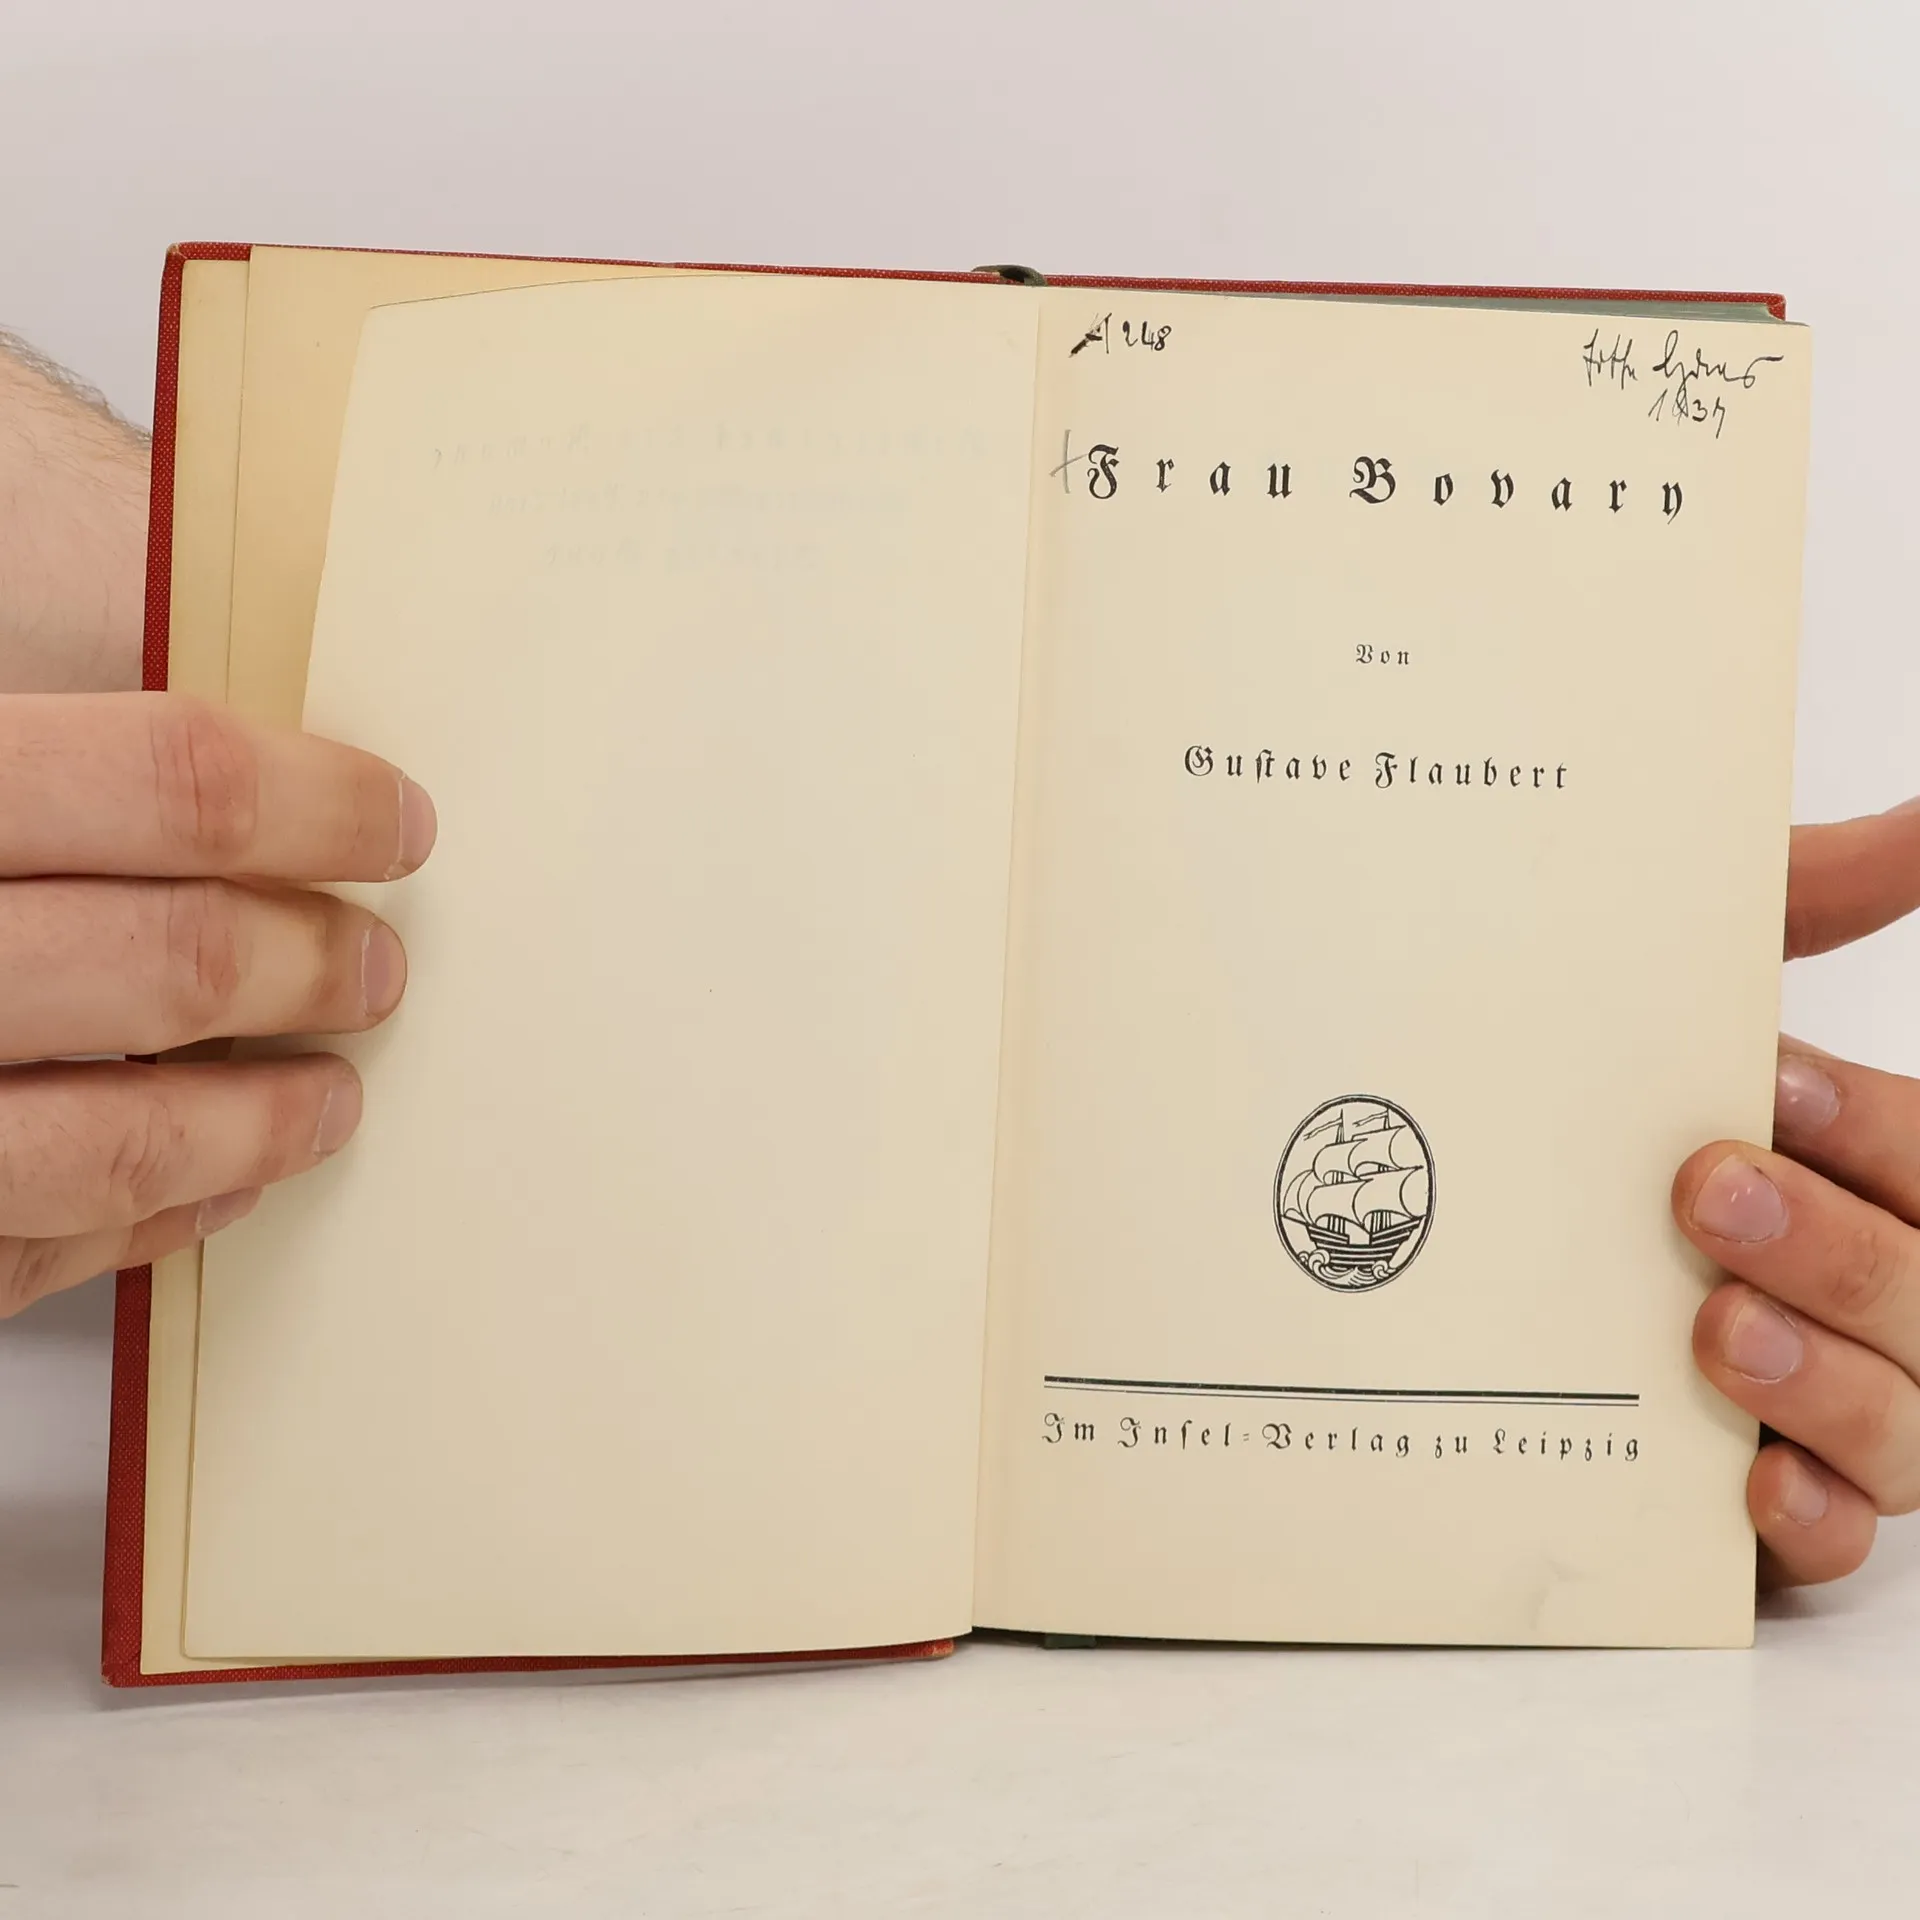 A 248
1937
Frau Bovary
Von
Guſtave Flaubert
Im Inſel-Verlag zu Leipzig